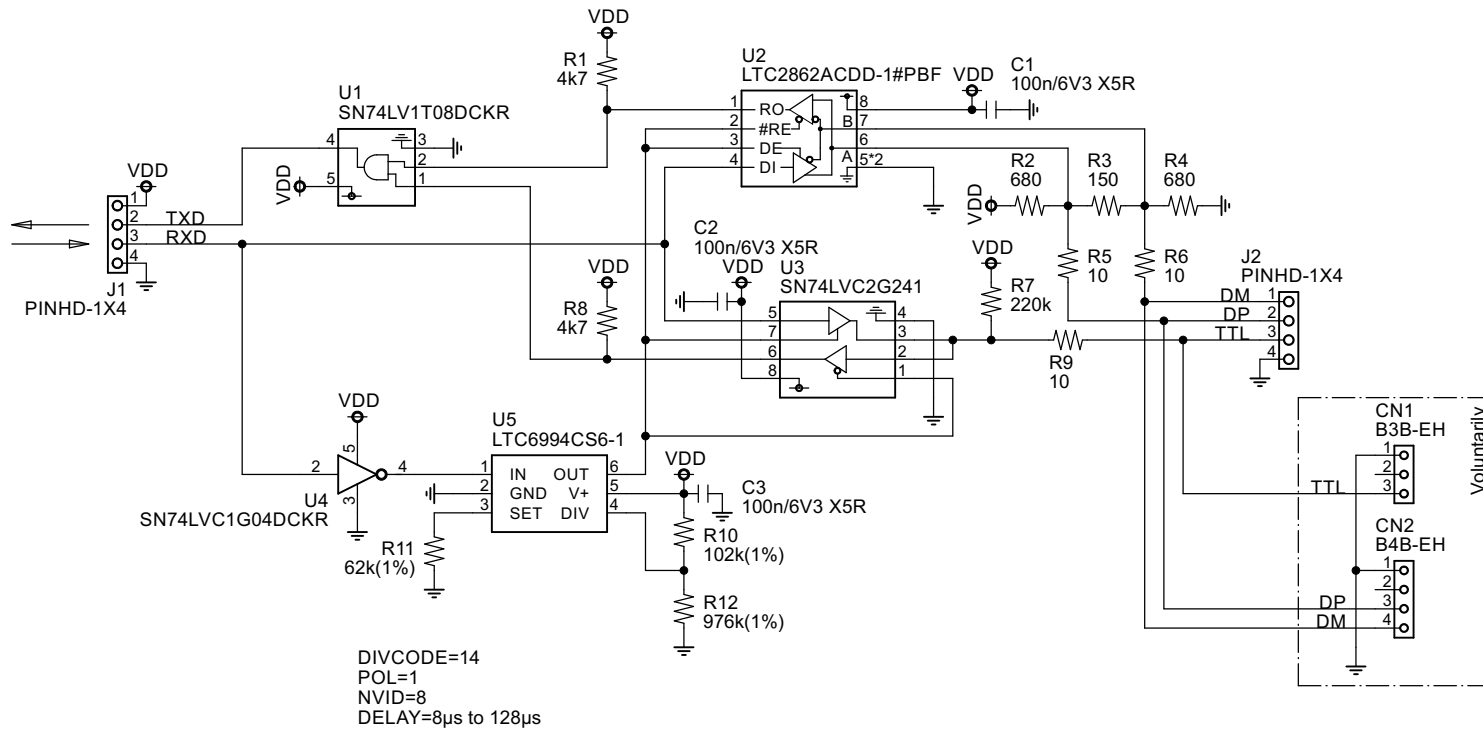 VDD
R1
4k7
U1
SN74LV1T08DCKR
4
5
3
2
1
VDD
U2
LTC2862ACDD-1#PBF
1
2
3
4
RO
#RE
DE
DI
B
A
8
7
6
5*2
VDD
C1
100n/6V3 X5R
VDD
1
2
3
4
TXD
RXD
J1
PINHD-1X4
R2
680
R3
150
R4
680
VDD
C2
100n/6V3 X5R
VDD
U3
SN74LVC2G241
5
7
6
8
4
3
2
1
VDD
R8
4k7
VDD
R7
220k
R5
10
R6
10
R9
10
J2
PINHD-1X4
DM
DP
TTL
1
2
3
4
VDD
5
2
4
3
U4
SN74LVC1G04DCKR
U5
LTC6994CS6-1
1
2
3
IN
GND
SET
OUT
V+
DIV
6
5
4
VDD
C3
100n/6V3 X5R
R10
102k(1%)
R11
62k(1%)
R12
976k(1%)
CN1
B3B-EH
1
2
3
TTL
Voluntarily
CN2
B4B-EH
1
2
3
4
DP
DM
DIVCODE=14
POL=1
NVID=8
DELAY=8µs to 128µs